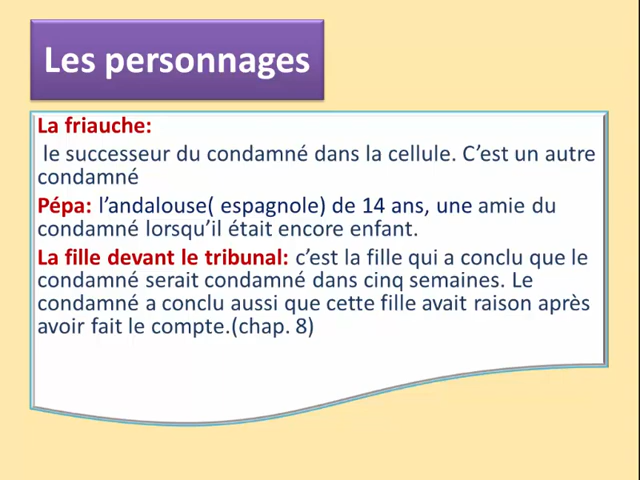 Les personnages
La friauche:
le successeur du condamné dans la cellule. C’est un autre
condamné
Pépa: l’andalouse( espagnole) de 14 ans, une amie du
condamné lorsqu’il était encore enfant.
La fille devant le tribunal: c’est la fille qui a conclu que le
condamné serait condamné dans cinq semaines. Le
condamné a conclu aussi que cette fille avait raison après
avoir fait le compte.(chap. 8)